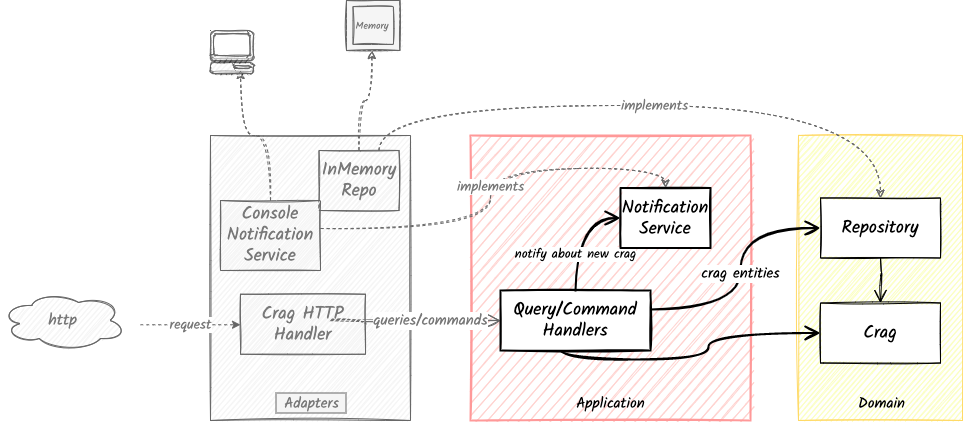 Memory
implements
InMemory
Repo
implements
Console
Notification
Service
Notification
Service
Repository
notify about new crag
crag entities
http
request
Crag HTTP
Handler
queries/commands
Query/Command
Handlers
Crag
Adapters
Application
Domain